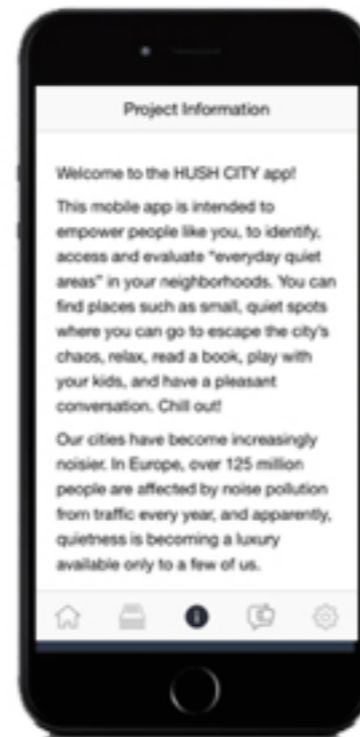 Project Information
Welcome to the HUSH CITY app!
This mobile app is intended to
empower people like you, to identify,
access and evaluate "everyday quiet
areas" in your neighborhoods. You can
find places such as small, quiet spots
where you can go to escape the city's
chaos, relax, read a book, play with
your kids, and have a pleasant
conversation. Chill out!
Our cities have become increasingly
noisier. In Europe, over 125 million
people are affected by noise pollution
from traffic every year, and apparently,
quietness is becoming a luxury
available only to a few of us.